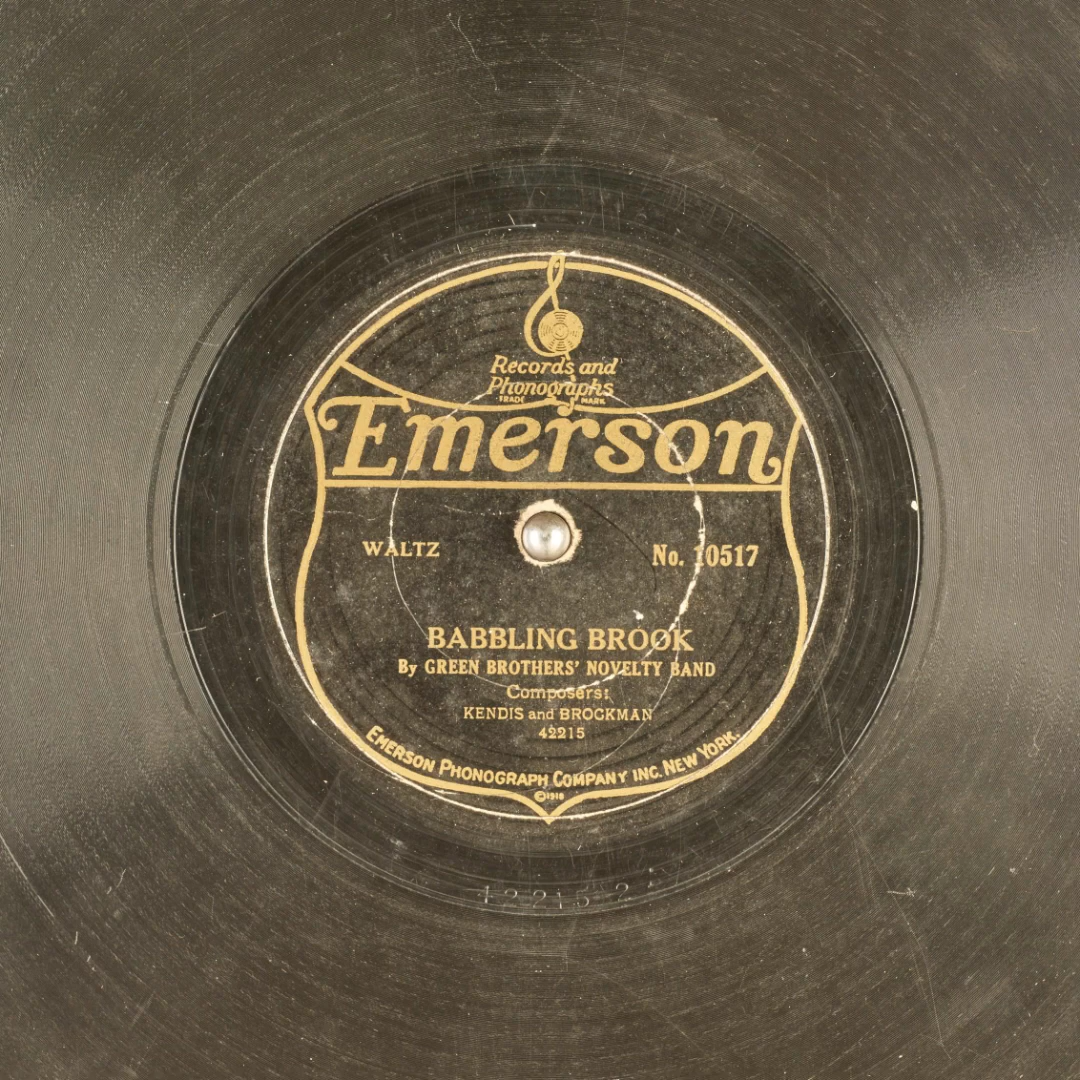 Records and
Phonographs
TRADE MARK
Emerson
WALTZ
No. 10517
BABBLING BROOK
By GREEN BROTHERS' NOVELTY BAND
Composers:
KENDIS and BROCKMAN
42215
EMERSON PHONOGRAPH COMPANY INC. NEW YORK.
©1918
42215 2